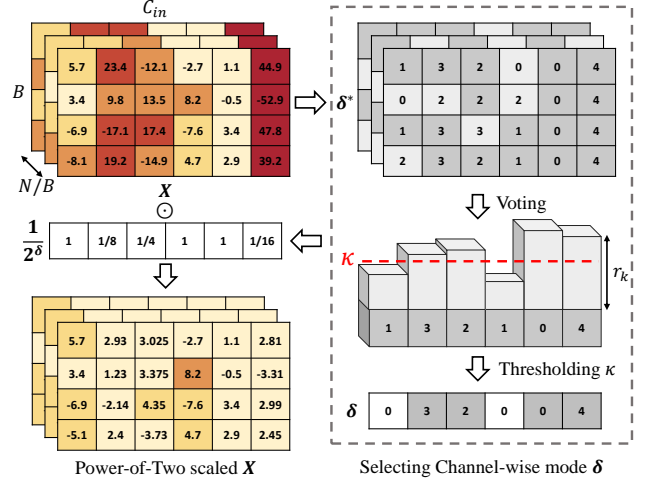 C_in
B
N/B
5.7 23.4 -12.1 -2.7 1.1 44.9
3.4 9.8 13.5 8.2 -0.5 -52.9
-6.9 -17.1 17.4 -7.6 3.4 47.8
-8.1 19.2 -14.9 4.7 2.9 39.2
X
⊙
1/2^δ
1 1/8 1/4 1 1 1/16
5.7 2.93 3.025 -2.7 1.1 2.81
3.4 1.23 3.375 8.2 -0.5 -3.31
-6.9 -2.14 4.35 -7.6 3.4 2.99
-5.1 2.4 -3.73 4.7 2.9 2.45
Power-of-Two scaled X
δ*
1 3 2 0 0 4
0 2 2 2 0 4
1 3 3 1 0 4
2 3 2 1 0 4
Voting
κ
r_k
1 3 2 1 0 4
Thresholding κ
δ
0 3 2 0 0 4
Selecting Channel-wise mode δ